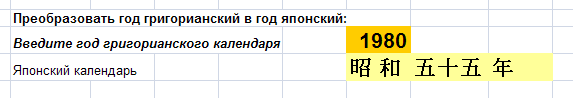 Преобразовать год григорианский в год японский:
Введите год григорианского календаря 1980
Японский календарь 昭和 五十五 年